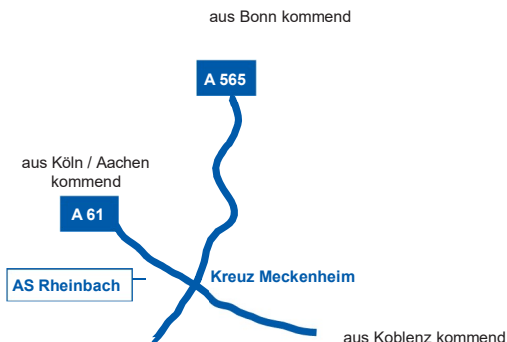 aus Bonn kommend
A 565
aus Köln / Aachen
kommend
A 61
Kreuz Meckenheim
AS Rheinbach
aus Koblenz kommend